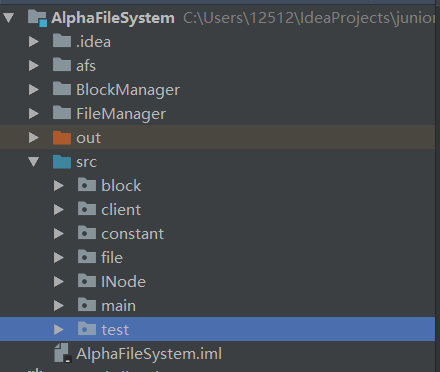 AlphaFileSystem C:\Users\12512\IdeaProjects\junior
.idea
afs
BlockManager
FileManager
out
src
block
client
constant
file
INode
main
test
AlphaFileSystem.iml